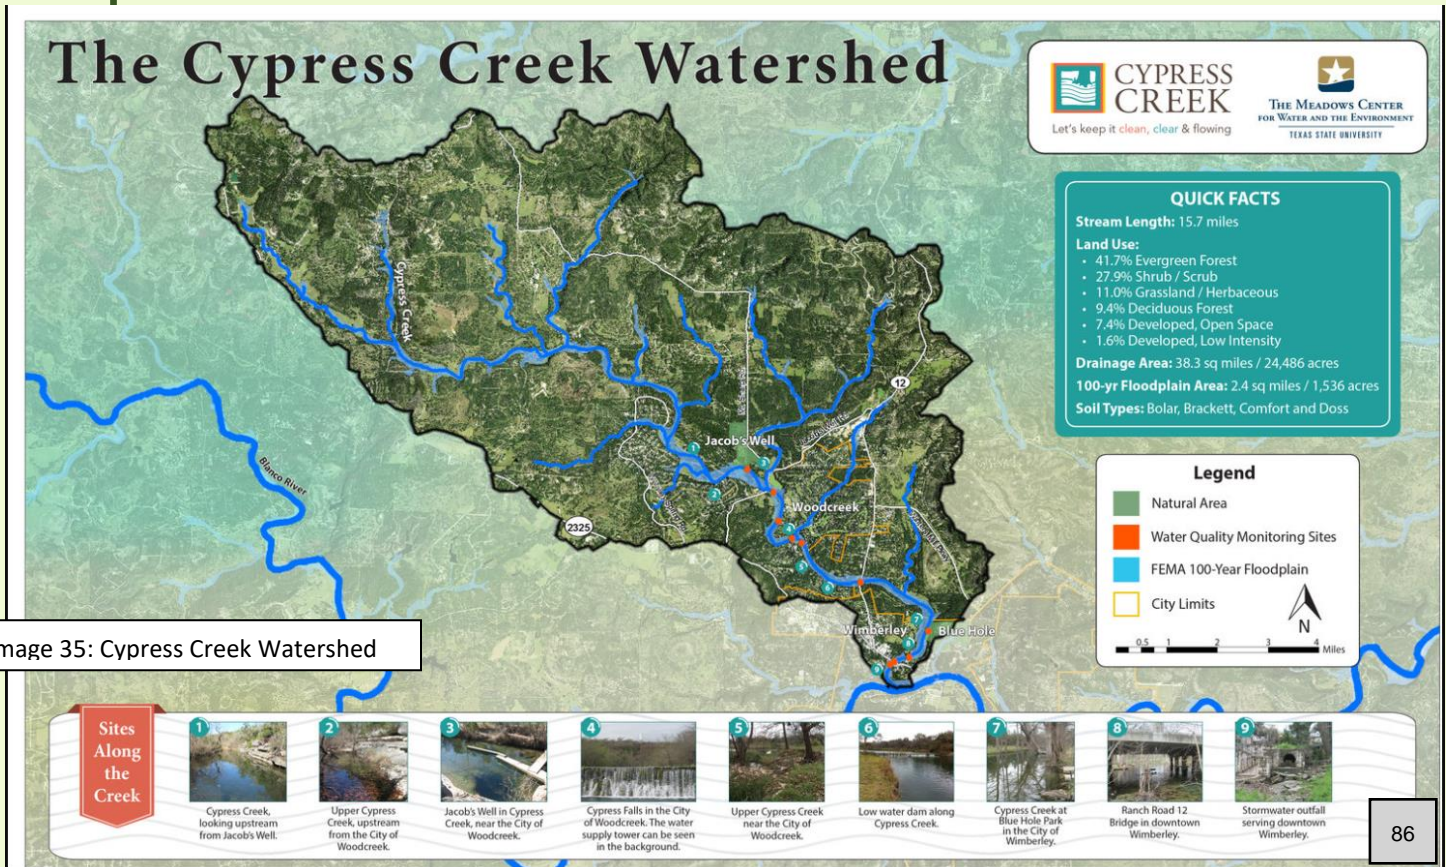 The Cypress Creek Watershed
CYPRESS
CREEK
Let's keep it clean, clear & flowing
THE MEADOWS CENTER
FOR WATER AND THE ENVIRONMENT
TEXAS STATE UNIVERSITY
QUICK FACTS
Stream Length: 15.7 miles
Land Use:
• 41.7% Evergreen Forest
• 27.9% Shrub / Scrub
• 11.0% Grassland / Herbaceous
• 9.4% Deciduous Forest
• 7.4% Developed, Open Space
• 1.6% Developed, Low Intensity
Drainage Area: 38.3 sq miles / 24,486 acres
100-yr Floodplain Area: 2.4 sq miles / 1,536 acres
Soil Types: Bolar, Brackett, Comfort and Doss
Cypress Creek
12
Jacob's Well
1
3
2
Blanco River
2325
Woodcreek
4
5
6
7
Wimberley
Blue Hole
8
9
Legend
Natural Area
Water Quality Monitoring Sites
FEMA 100-Year Floodplain
City Limits
N
0.5 1 2 3 4
Miles
mage 35: Cypress Creek Watershed
Sites
Along
the
Creek
1
Cypress Creek,
looking upstream
from Jacob's Well.
2
Upper Cypress
Creek, upstream
from the City of
Woodcreek.
3
Jacob's Well in Cypress
Creek, near the City of
Woodcreek.
4
Cypress Falls in the City
of Woodcreek. The water
supply tower can be seen
in the background.
5
Upper Cypress Creek
near the City of
Woodcreek.
6
Low water dam along
Cypress Creek.
7
Cypress Creek at
Blue Hole Park
in the City of
Wimberley.
8
Ranch Road 12
Bridge in downtown
Wimberley.
9
Stormwater outfall
serving downtown
Wimberley.
86